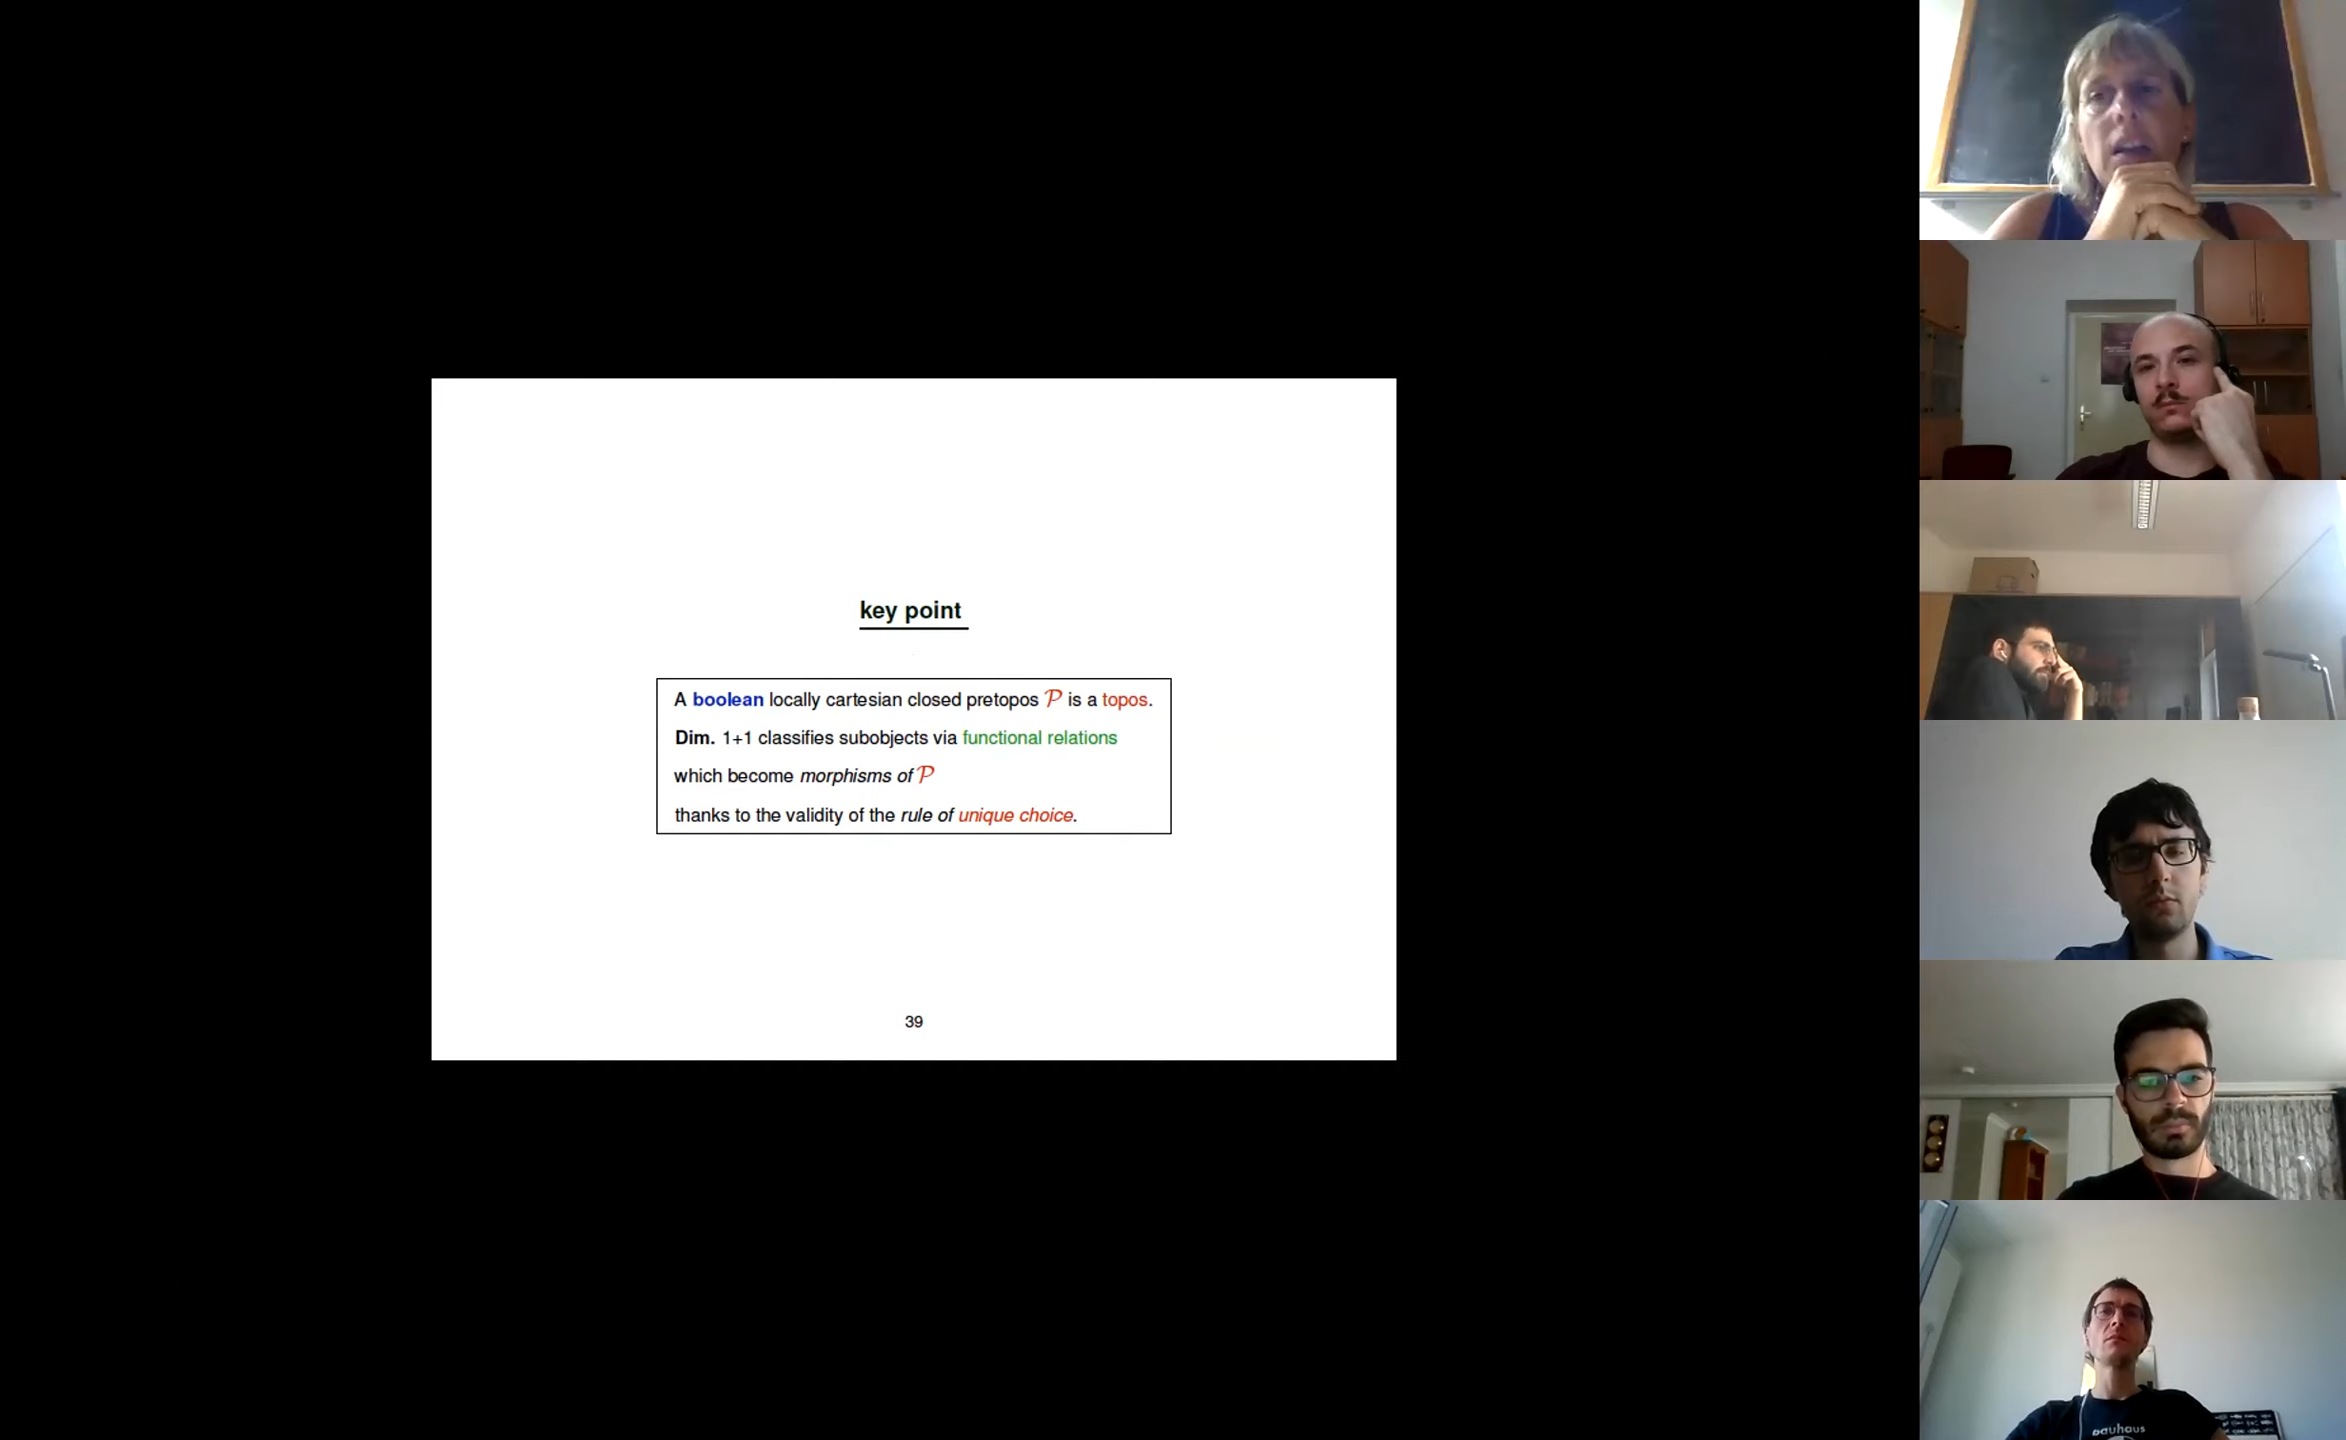 key point
A boolean locally cartesian closed pretopos 𝒫 is a topos.
Dim. 1+1 classifies subobjects via functional relations
which become morphisms of 𝒫
thanks to the validity of the rule of unique choice.
39
bauhaus